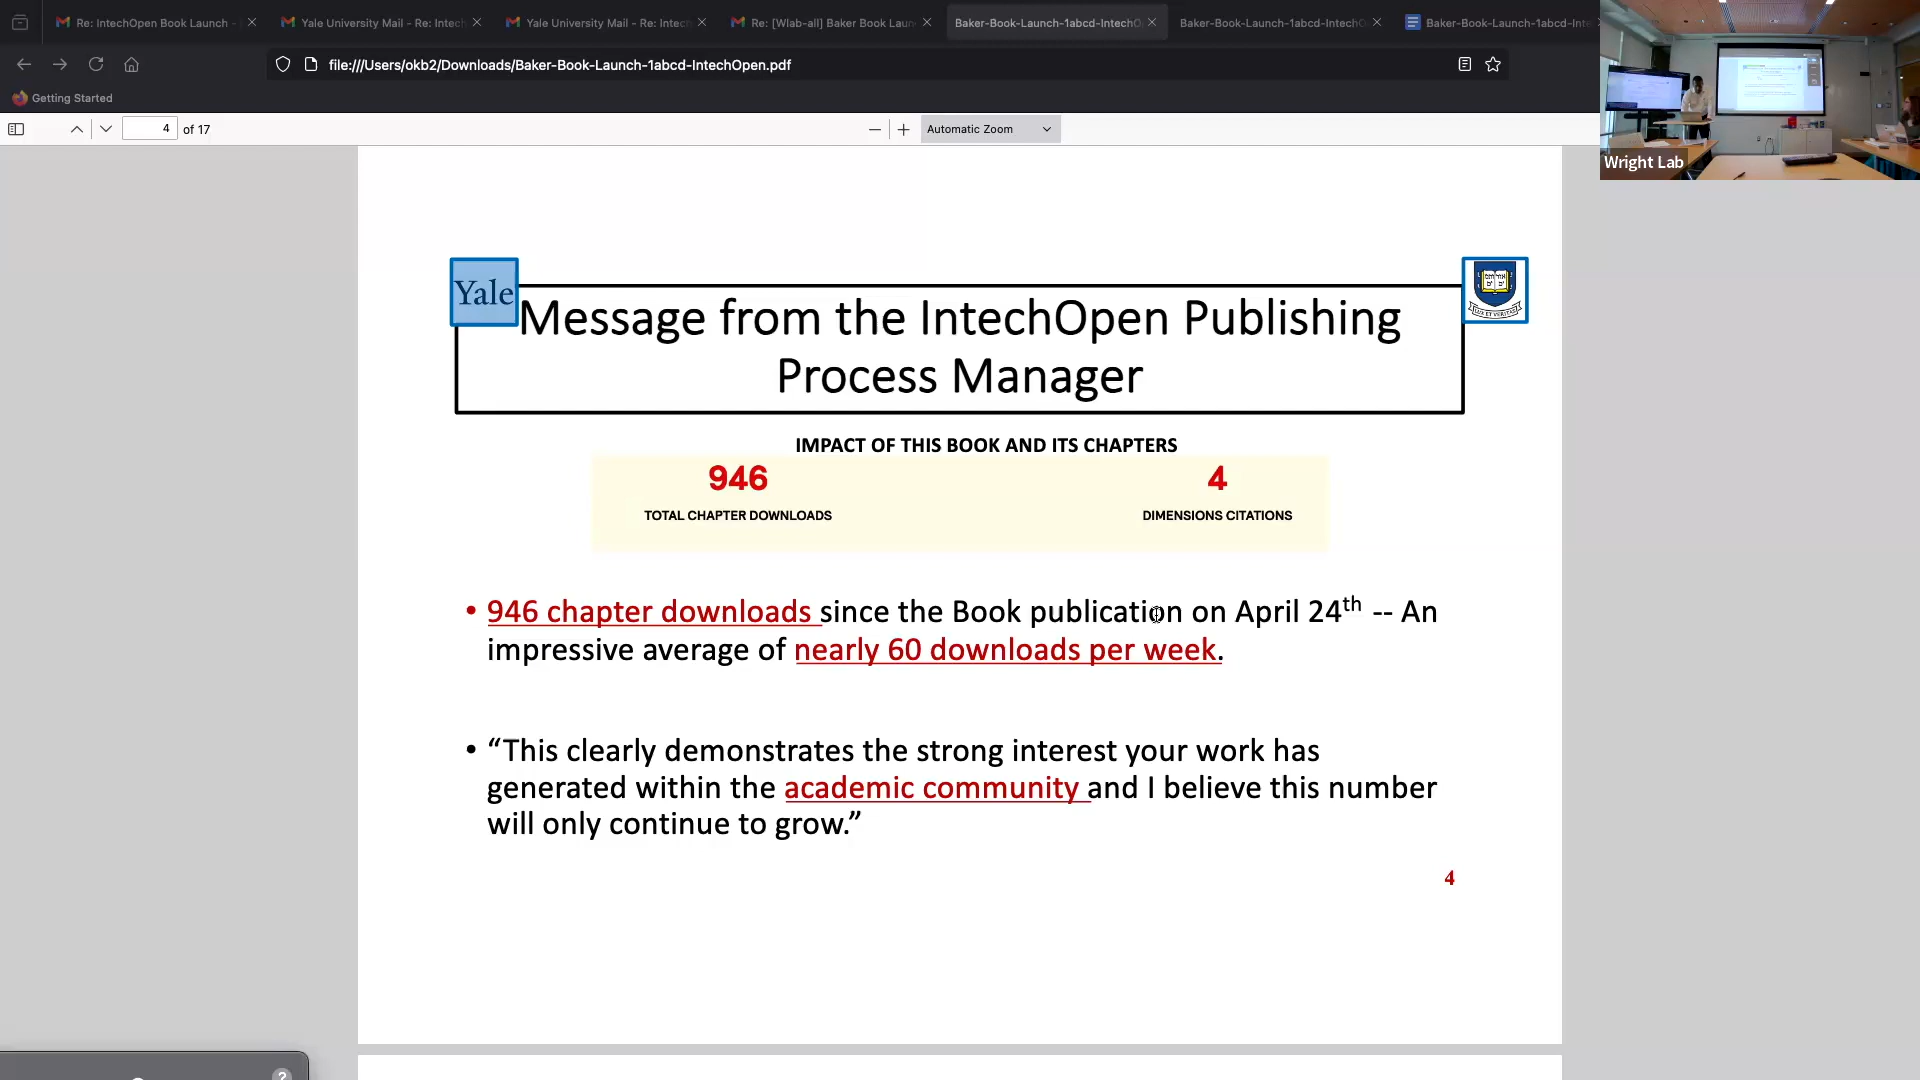 Re: IntechOpen Book Launch -
Yale University Mail - Re: Intech
Yale University Mail - Re: Intech
Re: [Wlab-all] Baker Book Laun
Baker-Book-Launch-1abcd-IntechO
Baker-Book-Launch-1abcd-IntechO
Baker-Book-Launch-1abcd-Inte
file:///Users/okb2/Downloads/Baker-Book-Launch-1abcd-IntechOpen.pdf
Getting Started
4 of 17
Automatic Zoom
Wright Lab
Yale
Message from the IntechOpen Publishing
Process Manager
IMPACT OF THIS BOOK AND ITS CHAPTERS
946 4
TOTAL CHAPTER DOWNLOADS DIMENSIONS CITATIONS
• 946 chapter downloads since the Book publication on April 24th -- An
impressive average of nearly 60 downloads per week.
• “This clearly demonstrates the strong interest your work has
generated within the academic community and I believe this number
will only continue to grow.”
4
?